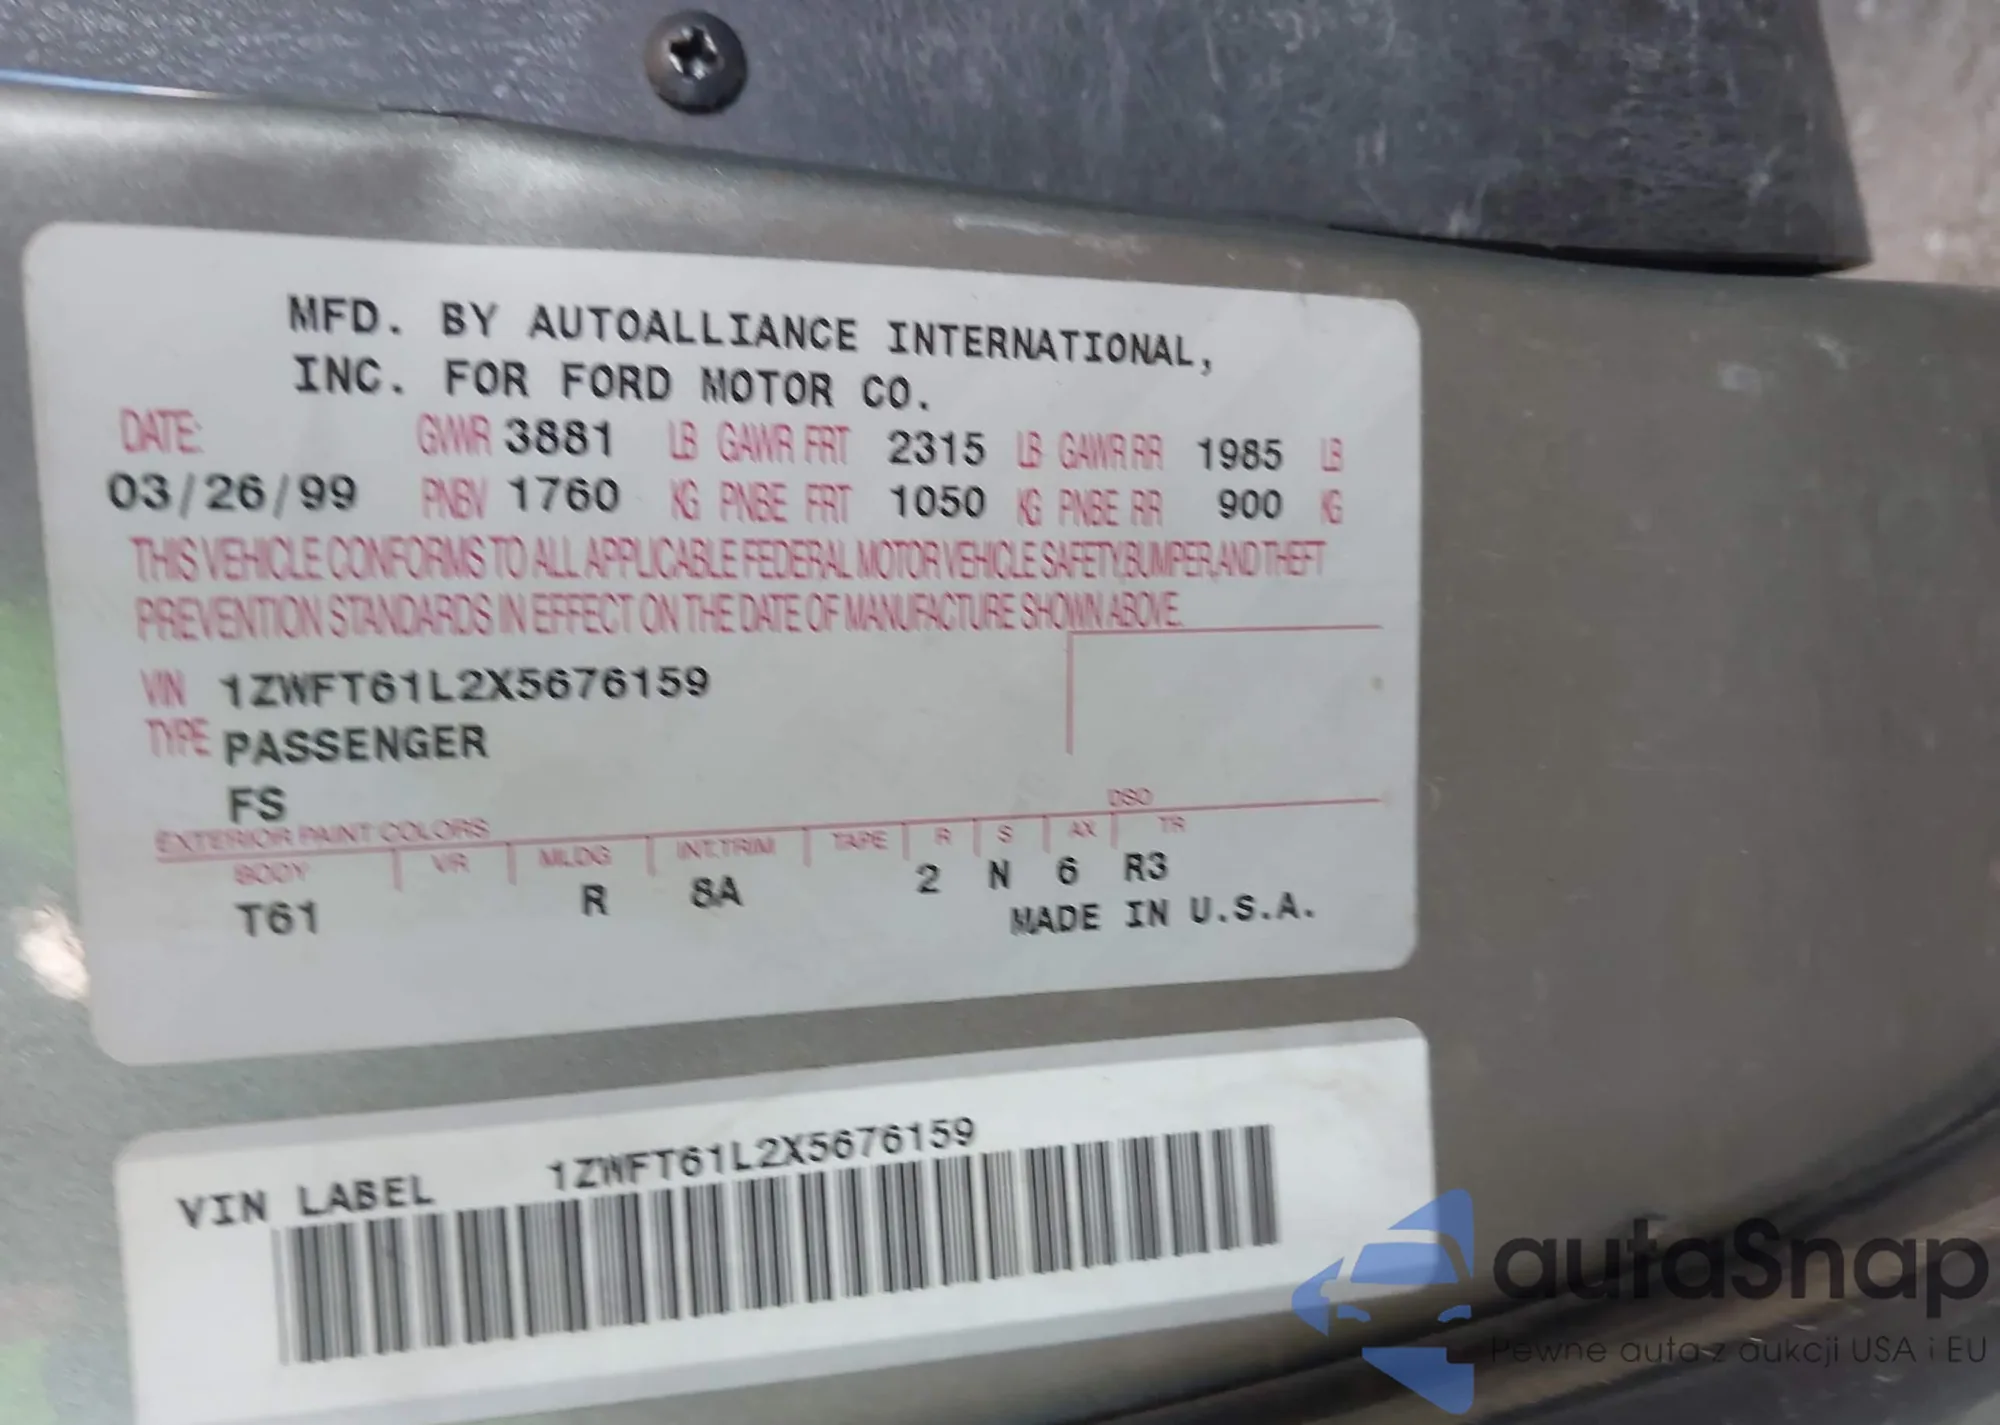 MFD. BY AUTOALLIANCE INTERNATIONAL,
INC. FOR FORD MOTOR CO.
DATE: GVWR 3881 LB GAWR FRT 2315 LB GAWR RR 1985 LB
03/26/99 PNBV 1760 KG PNBE FRT 1050 KG PNBE RR 900 KG
THIS VEHICLE CONFORMS TO ALL APPLICABLE FEDERAL MOTOR VEHICLE SAFETY,BUMPER,AND THEFT
PREVENTION STANDARDS IN EFFECT ON THE DATE OF MANUFACTURE SHOWN ABOVE.
VIN 1ZWFT61L2X5676159
TYPE PASSENGER
FS
EXTERIOR PAINT COLORS DSO
BODY VR MLDG INT.TRIM TAPE R S AX TR
T61 R 8A 2 N 6 R3
MADE IN U.S.A.
VIN LABEL 1ZWFT61L2X5676159
autaSnap
Pewne auta z aukcji USA i EU